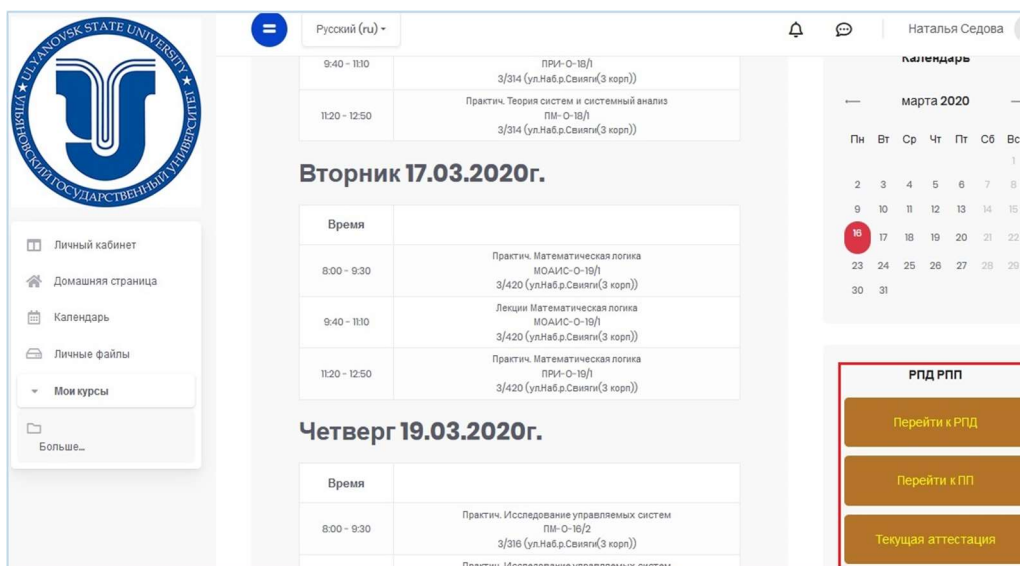 ULYANOVSK STATE UNIVERSITY
УЛЬЯНОВСКИЙ ГОСУДАРСТВЕННЫЙ УНИВЕРСИТЕТ
Личный кабинет
Домашняя страница
Календарь
Личные файлы
Мои курсы
Больше...
Русский (ru)
Наталья Седова
9:40 - 11:10
ПРИ-О-18/1
3/314 (ул.Наб.р.Свияги(3 корп))
11:20 - 12:50
Практич. Теория систем и системный анализ
ПМ-О-18/1
3/314 (ул.Наб.р.Свияги(3 корп))
Вторник 17.03.2020г.
Время
8:00 - 9:30
Практич. Математическая логика
МОАИС-О-19/1
3/420 (ул.Наб.р.Свияги(3 корп))
9:40 - 11:10
Лекции Математическая логика
МОАИС-О-19/1
3/420 (ул.Наб.р.Свияги(3 корп))
11:20 - 12:50
Практич. Математическая логика
ПРИ-О-19/1
3/420 (ул.Наб.р.Свияги(3 корп))
Четверг 19.03.2020г.
Время
8:00 - 9:30
Практич. Исследование управляемых систем
ПМ-О-16/2
3/316 (ул.Наб.р.Свияги(3 корп))
Практич. Исследование управляемых систем
Календарь
марта 2020
Пн Вт Ср Чт Пт Сб Вс
1
2 3 4 5 6 7 8
9 10 11 12 13 14 15
16 17 18 19 20 21 22
23 24 25 26 27 28 29
30 31
РПД РПП
Перейти к РПД
Перейти к ПП
Текущая аттестация